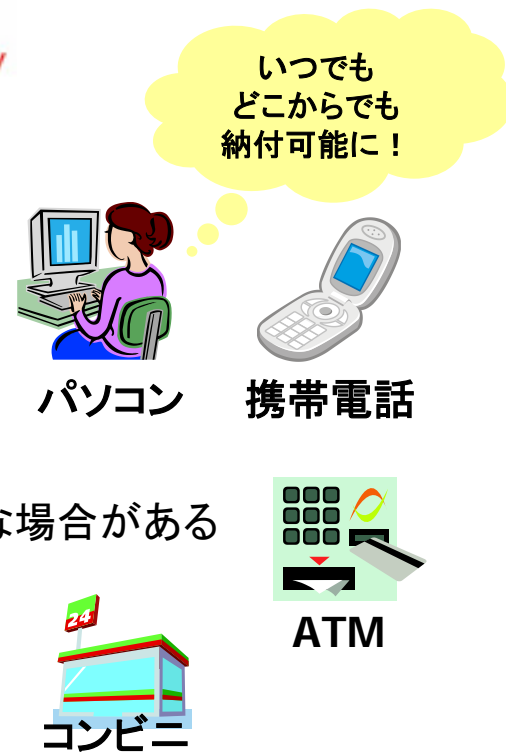 いつでも
どこからでも
納付可能に！
パソコン
携帯電話
な場合がある
ATM
24
コンビニ